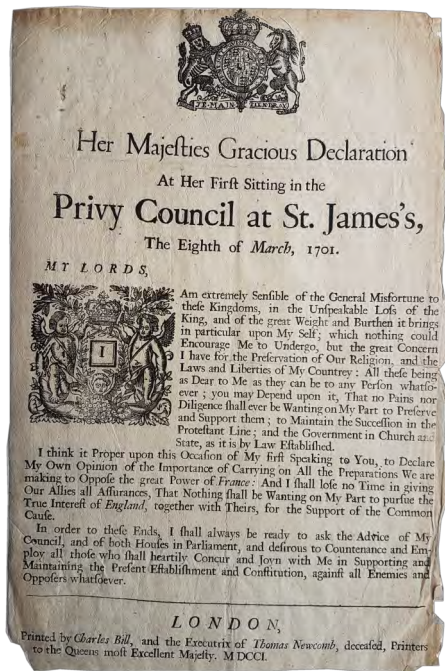 JE MAIN TIENDRAY
Her Majeſties Gracious Declaration
At Her Firſt Sitting in the
Privy Council at St. James's,
The Eighth of March, 1701.
MY LORDS,
I Am extremely Senſible of the General Misfortune to
theſe Kingdoms, in the Unſpeakable Loſs of the
King, and of the great Weight and Burthen it brings
in particular upon My Self; which nothing could
Encourage Me to Undergo, but the great Concern
I have for the Preſervation of Our Religion, and the
Laws and Liberties of My Countrey: All theſe being
as Dear to Me as they can be to any Perſon whatſo-
ever; you may Depend upon it, That no Pains nor
Diligence ſhall ever be Wanting on My Part to Preſerve
and Support them; to Maintain the Succeſſion in the
Proteſtant Line; and the Government in Church and
State, as it is by Law Eſtabliſhed.
I think it Proper upon this Occaſion of My firſt Speaking to You, to Declare
My Own Opinion of the Importance of Carrying on All the Preparations We are
making to Oppoſe the great Power of France: And I ſhall loſe no Time in giving
Our Allies all Aſſurances, That Nothing ſhall be Wanting on My Part to purſue the
True Intereſt of England, together with Theirs, for the Support of the Common
Cauſe.
In order to theſe Ends, I ſhall always be ready to ask the Advice of My
Council, and of both Houſes in Parliament, and deſirous to Countenance and Em-
ploy all thoſe who ſhall heartily Concur and Joyn with Me in Supporting and
Maintaining the Preſent Eſtabliſhment and Conſtitution, againſt all Enemies and
Oppoſers whatſoever.
LONDON,
Printed by Charles Bill, and the Executrix of Thomas Newcomb, deceaſed, Printers
to the Queens moſt Excellent Majeſty. MDCCI.